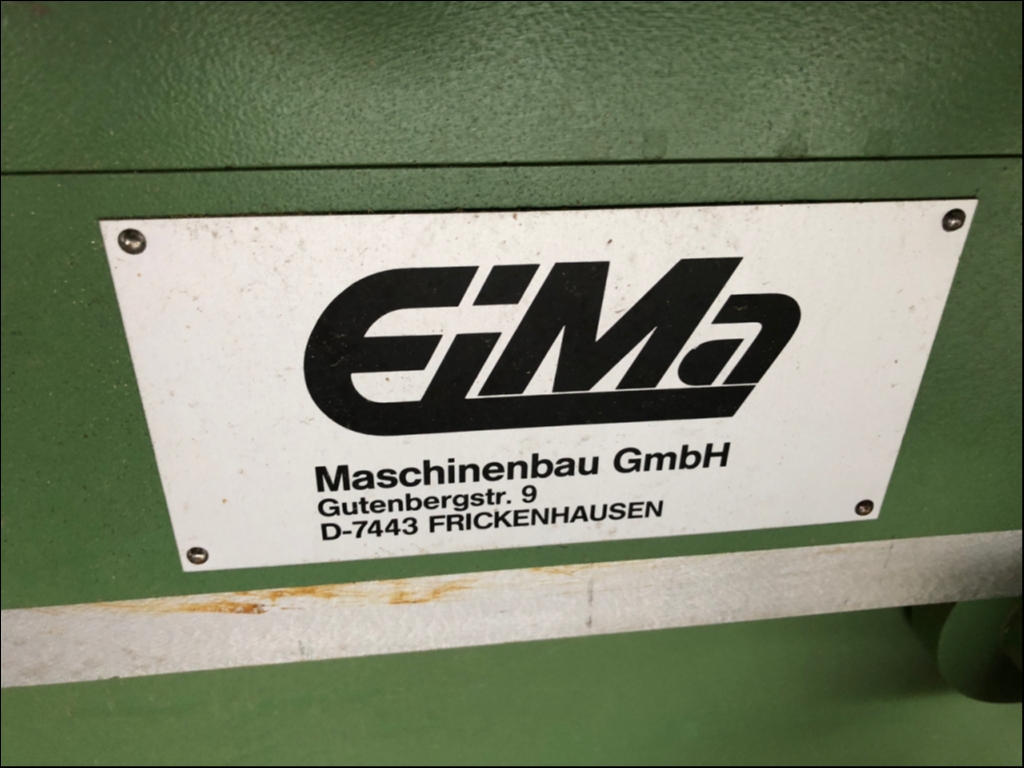 EiMa
Maschinenbau GmbH
Gutenbergstr. 9
D-7443 FRICKENHAUSEN